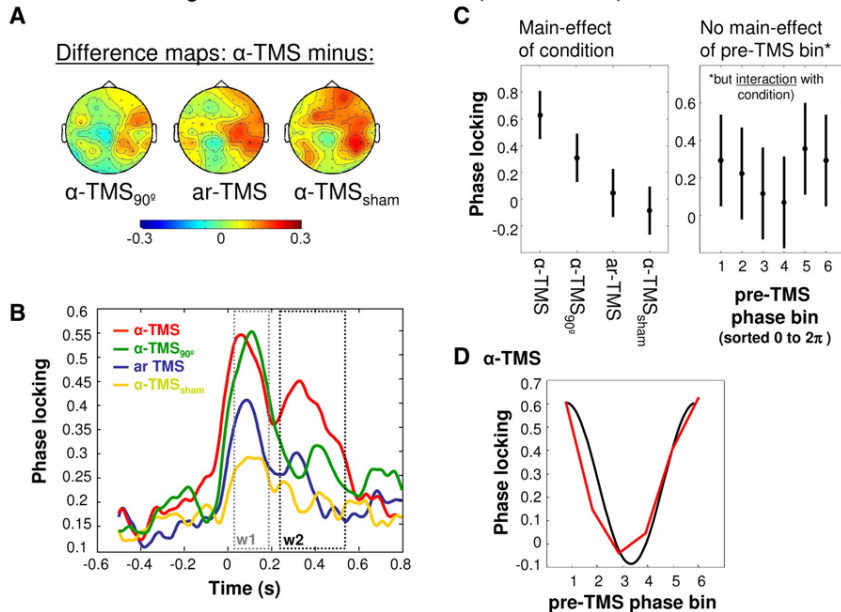 A
Difference maps: α-TMS minus:
α-TMS90º
ar-TMS
α-TMSsham
-0.3
0
0.3
B
α-TMS
α-TMS90º
ar TMS
α-TMSsham
Phase locking
0.6
0.55
0.5
0.45
0.4
0.35
0.3
0.25
0.2
0.15
0.1
w1
w2
-0.6
-0.4
-0.2
0
0.2
0.4
0.6
0.8
Time (s)
C
Main-effect
of condition
Phase locking
0.8
0.6
0.4
0.2
0
-0.2
α-TMS
α-TMS90º
ar-TMS
α-TMSsham
No main-effect
of pre-TMS bin*
*but interaction with
condition)
0.6
0.4
0.2
0
1 2 3 4 5 6
pre-TMS
phase bin
(sorted 0 to 2π )
D α-TMS
Phase locking
0.7
0.6
0.5
0.4
0.3
0.2
0.1
0
-0.1
1 2 3 4 5 6
pre-TMS phase bin